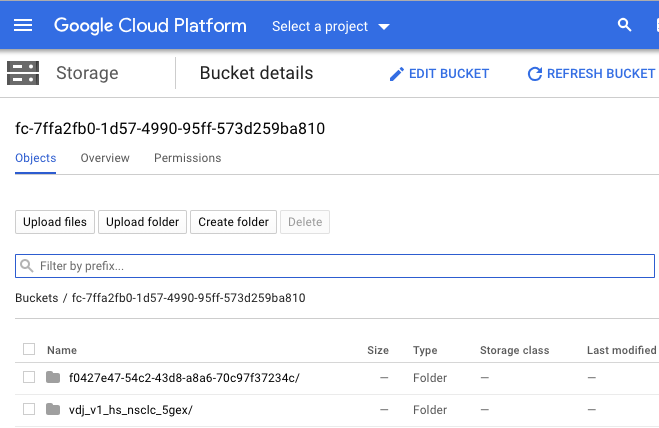 Google Cloud Platform Select a project
Storage Bucket details EDIT BUCKET REFRESH BUCKET
fc-7ffa2fb0-1d57-4990-95ff-573d259ba810
Objects Overview Permissions
Upload files Upload folder Create folder Delete
Filter by prefix...
Buckets / fc-7ffa2fb0-1d57-4990-95ff-573d259ba810
Name Size Type Storage class Last modified
f0427e47-54c2-43d8-a8a6-70c97f37234c/ — Folder — —
vdj_v1_hs_nsclc_5gex/ — Folder — —